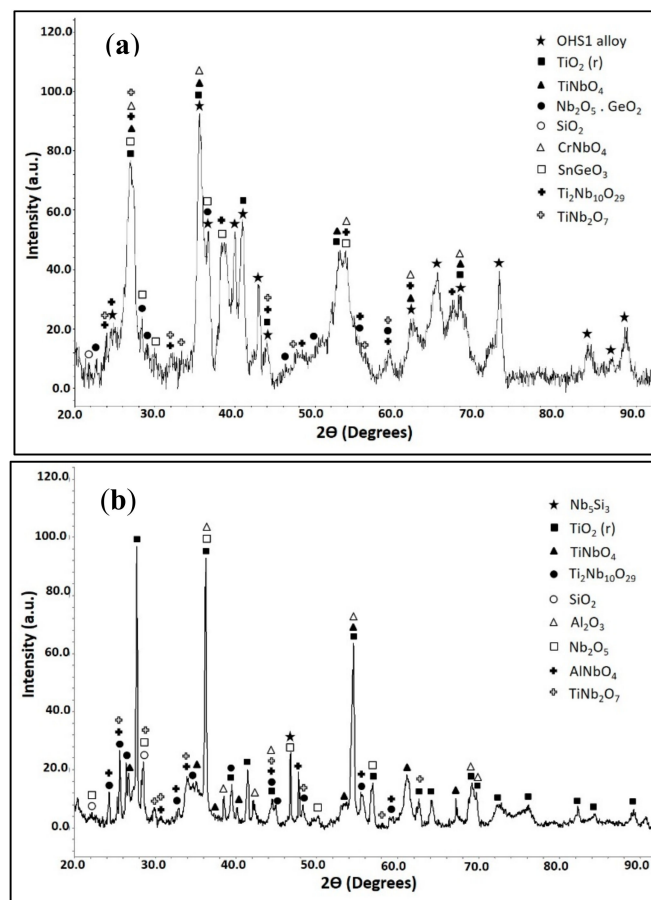 (a)
120.0
100.0
80.0
60.0
40.0
20.0
0.0
Intensity (a.u.)
20.0 30.0 40.0 50.0 60.0 70.0 80.0 90.0
2Θ (Degrees)
OHS1 alloy
TiO₂ (r)
TiNbO₄
Nb₂O₅ . GeO₂
SiO₂
CrNbO₄
SnGeO₃
Ti₂Nb₁₀O₂₉
TiNb₂O₇
(b)
120.0
100.0
80.0
60.0
40.0
20.0
0.0
Intensity (a.u.)
20.0 30.0 40.0 50.0 60.0 70.0 80.0 90.0
2Θ (Degrees)
Nb₅Si₃
TiO₂ (r)
TiNbO₄
Ti₂Nb₁₀O₂₉
SiO₂
Al₂O₃
Nb₂O₅
AlNbO₄
TiNb₂O₇